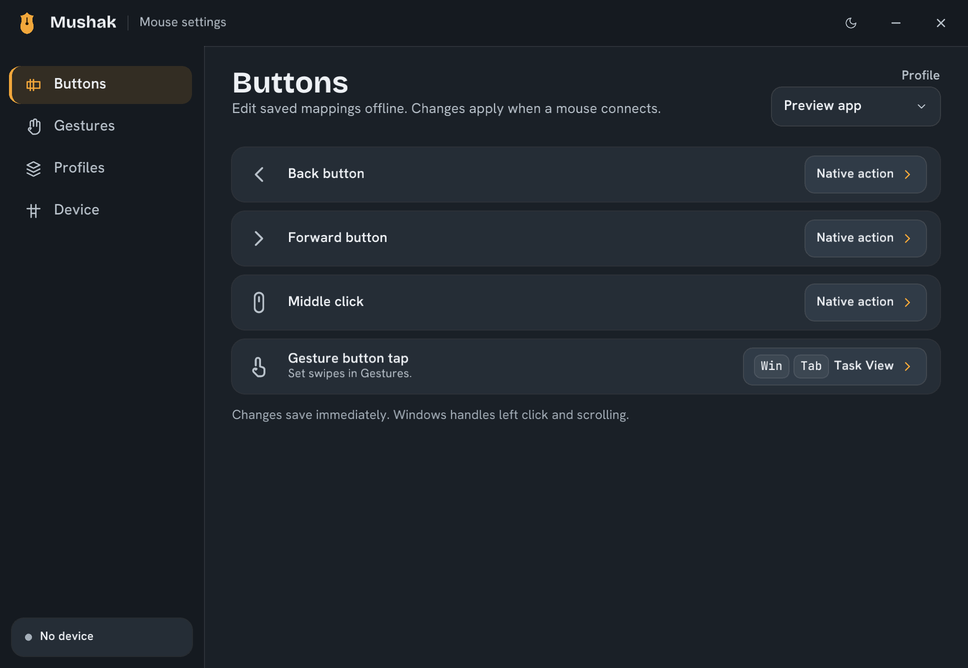 Mushak
Mouse settings
Buttons
Gestures
Profiles
Device
No device
Buttons
Edit saved mappings offline. Changes apply when a mouse connects.
Profile
Preview app
Back button
Native action
Forward button
Native action
Middle click
Native action
Gesture button tap
Set swipes in Gestures.
Win Tab Task View
Changes save immediately. Windows handles left click and scrolling.